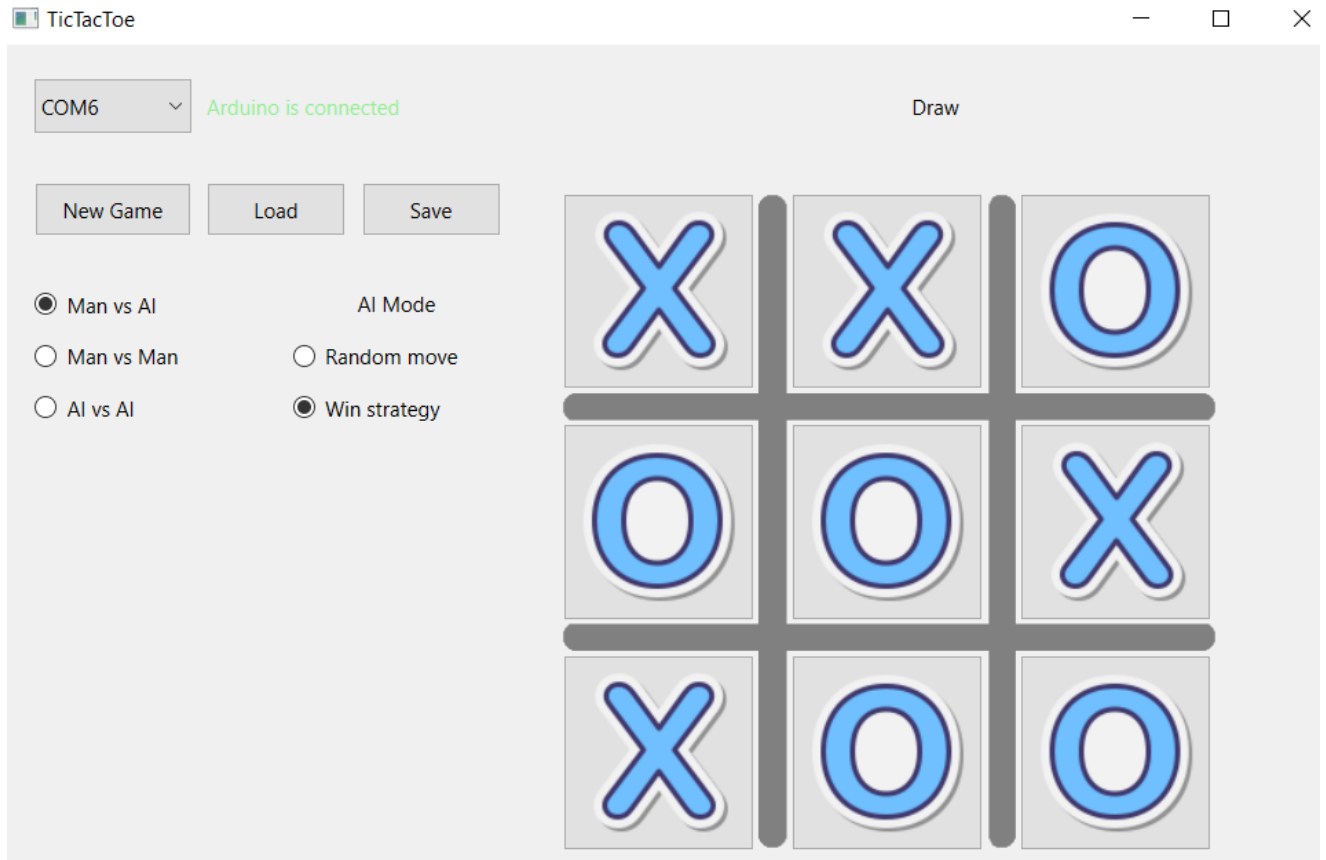 TicTacToe
COM6 Arduino is connected Draw
New Game Load Save
Man vs AI AI Mode
Man vs Man Random move
AI vs AI Win strategy
X X O
O O X
X O O